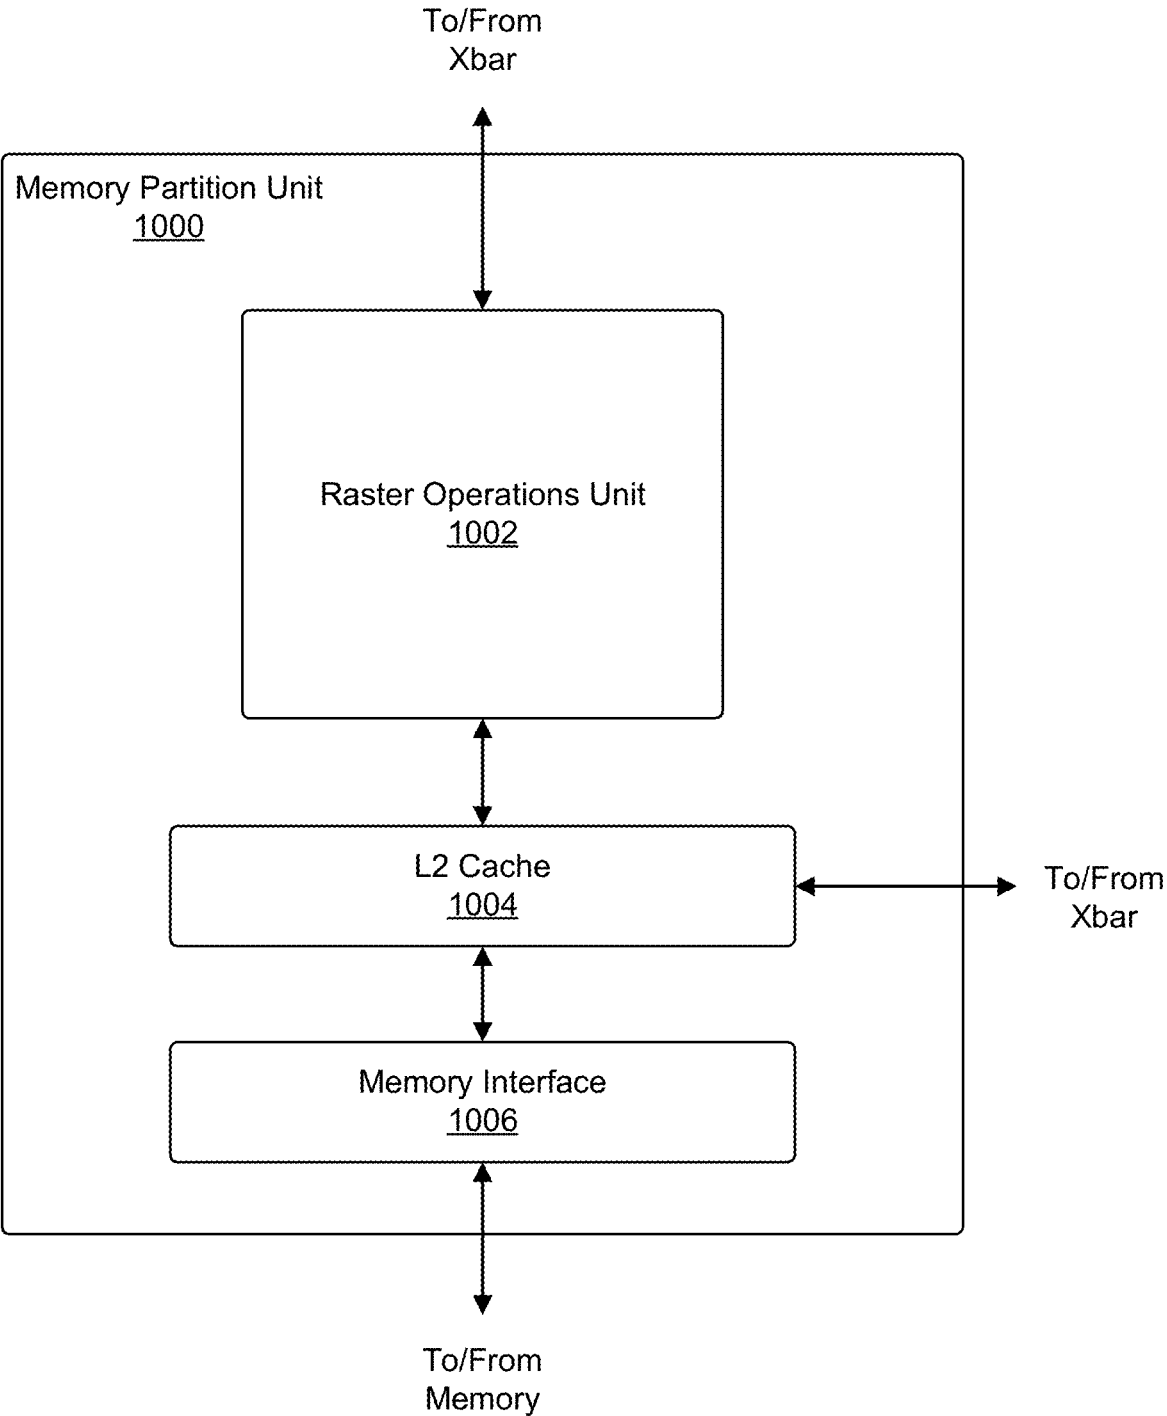 To/From
Xbar
Memory Partition Unit
1000
Raster Operations Unit
1002
L2 Cache
1004
To/From
Xbar
Memory Interface
1006
To/From
Memory